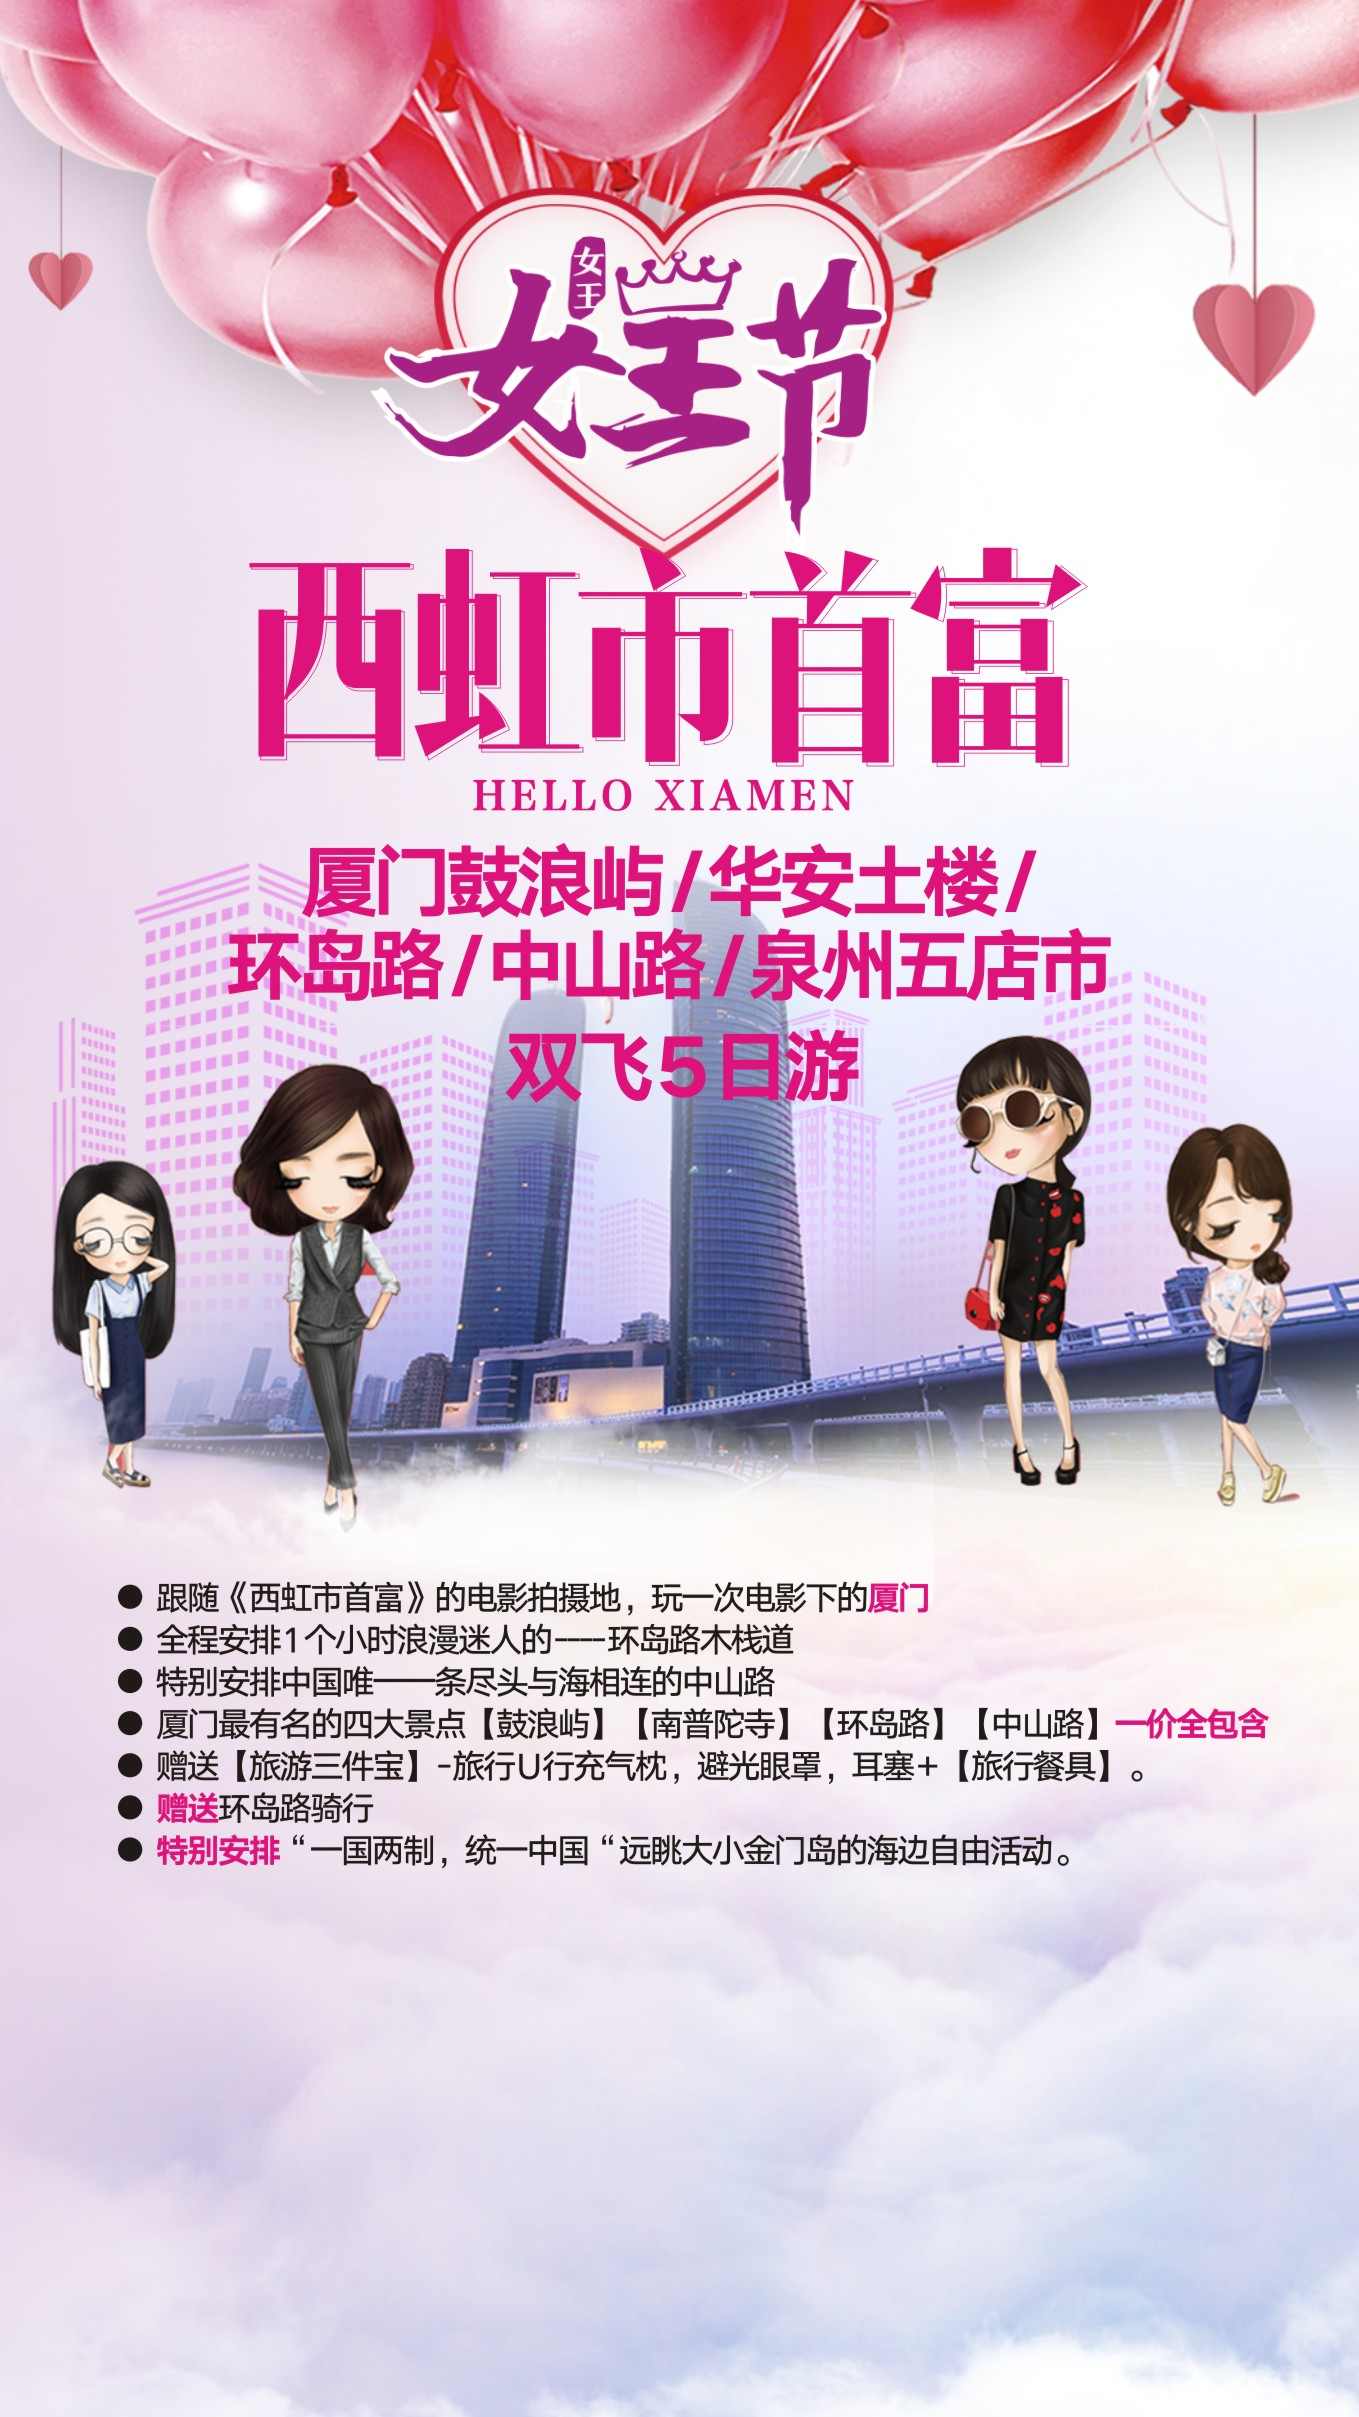 女王
女王节
西虹市首富
HELLO XIAMEN
厦门鼓浪屿/华安土楼/
环岛路/中山路/泉州五店市
双飞5日游
● 跟随《西虹市首富》的电影拍摄地，玩一次电影下的厦门
● 全程安排1个小时浪漫迷人的----环岛路木栈道
● 特别安排中国唯一一条尽头与海相连的中山路
● 厦门最有名的四大景点【鼓浪屿】【南普陀寺】【环岛路】【中山路】一价全包含
● 赠送【旅游三件宝】-旅行U行充气枕，避光眼罩，耳塞+【旅行餐具】。
● 赠送环岛路骑行
● 特别安排“一国两制，统一中国“远眺大小金门岛的海边自由活动。